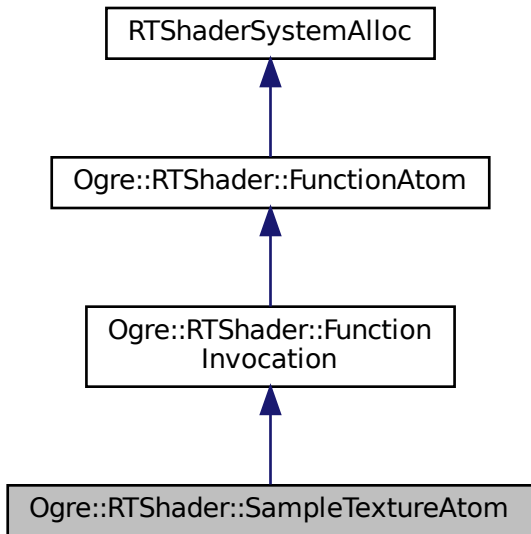 RTShaderSystemAlloc
Ogre::RTShader::FunctionAtom
Ogre::RTShader::Function
Invocation
Ogre::RTShader::SampleTextureAtom